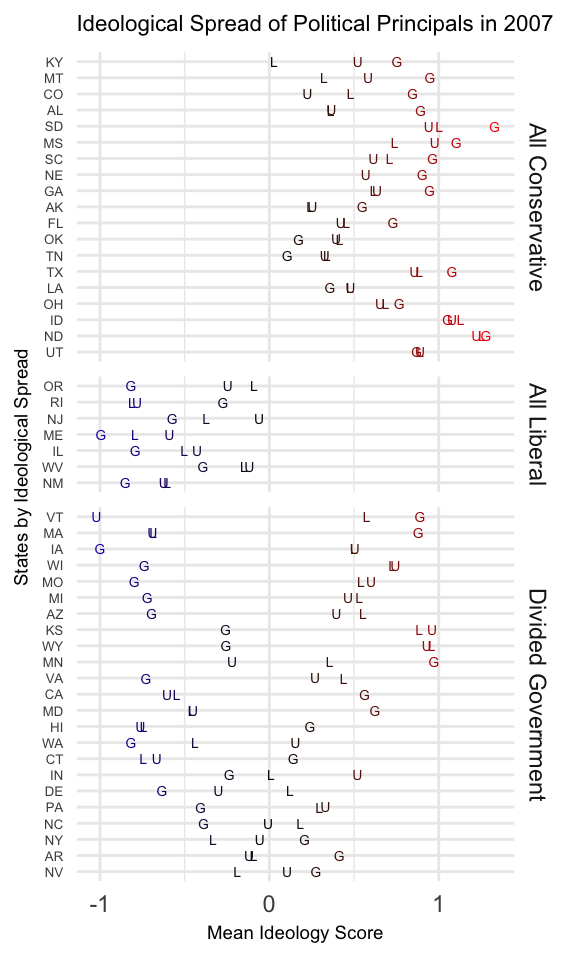 Ideological Spread of Political Principals in 2007
States by Ideological Spread
All Conservative
KY L U G
MT L U G
CO U L G
AL L U G
SD U L G
MS L U G
SC U L G
NE U G
GA L U G
AK L U G
FL U L G
OK G U L
TN G U L
TX U L G
LA G U
OH U L G
ID G U L
ND U L G
UT G U L
All Liberal
OR G U L
RI L U G
NJ G L U
ME G L U
IL G L U
WV G L U
NM G U L
Divided Government
VT U L G
MA U L G
IA G L U
WI G L U
MO G L U
MI G U L
AZ G U L
KS G L U
WY G U L
MN U L G
VA G U L
CA U L G
MD L U G
HI U L G
WA G L U
CT L U G
IN G L U
DE G U L
PA G L U
NC G U L
NY L U G
AR U L G
NV L U G
-1 0 1
Mean Ideology Score